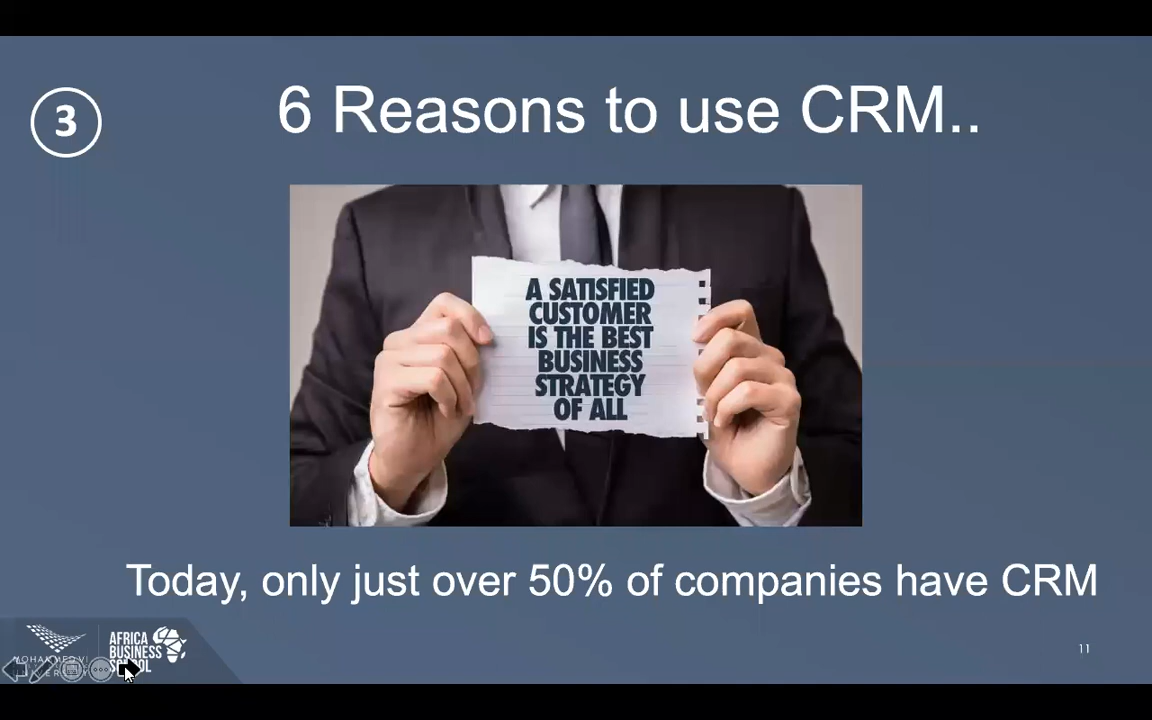 3
6 Reasons to use CRM..
A SATISFIED
CUSTOMER
IS THE BEST
BUSINESS
STRATEGY
OF ALL
Today, only just over 50% of companies have CRM
AFRICA
BUSINESS
11